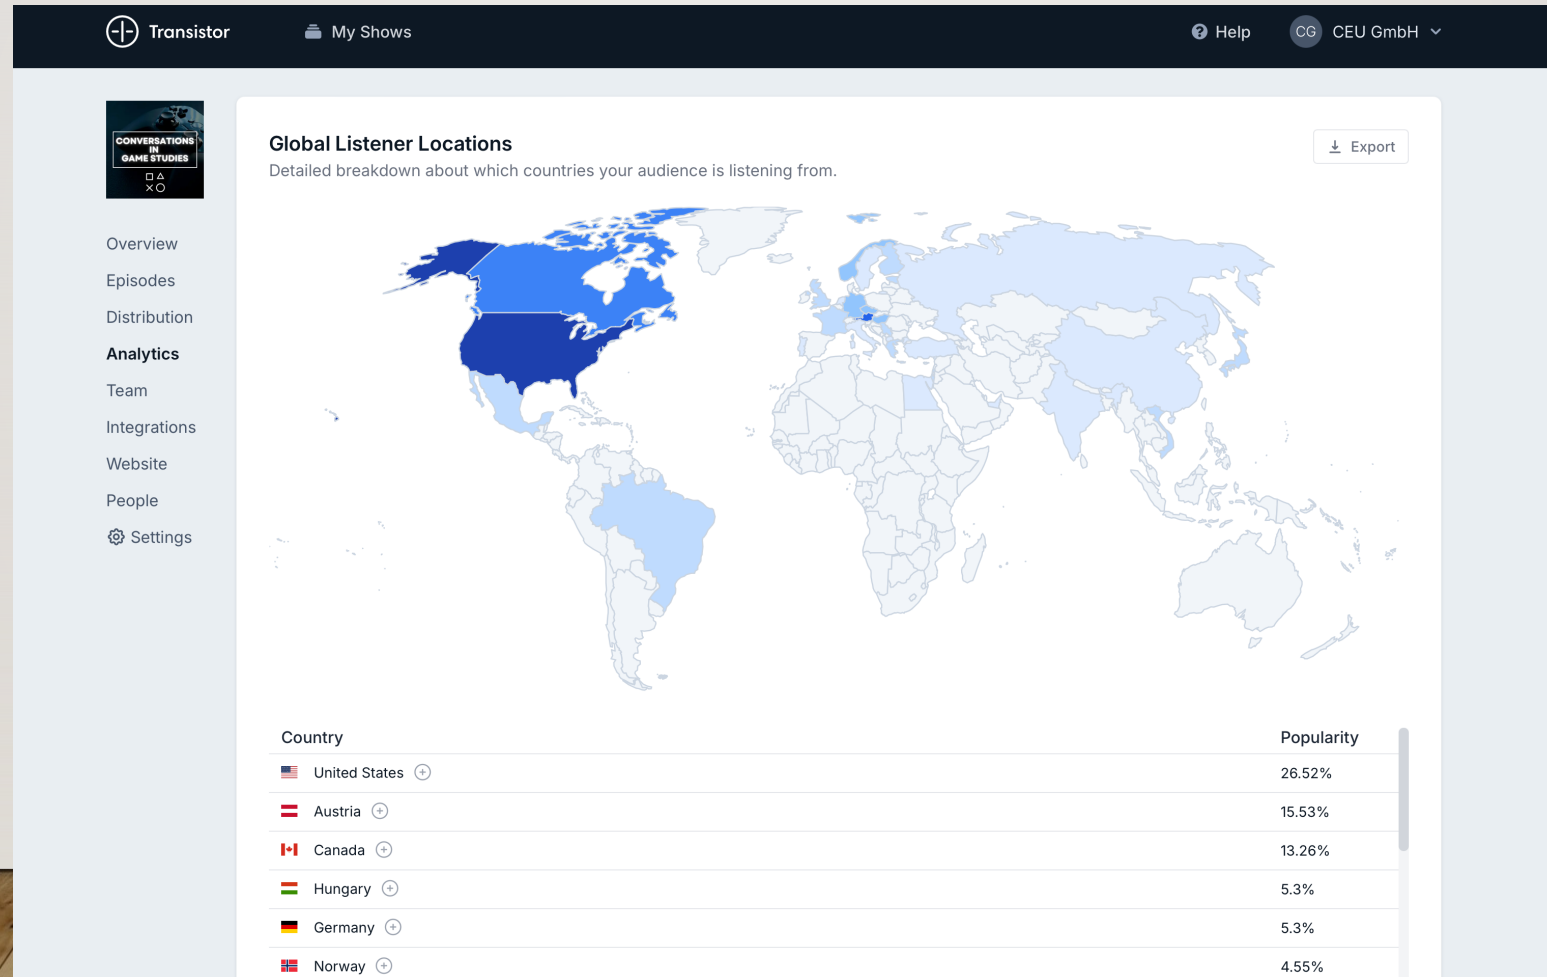 Transistor
My Shows
Help
CG
CEU GmbH
CONVERSATIONS
IN
GAME STUDIES
Overview
Episodes
Distribution
Analytics
Team
Integrations
Website
People
Settings
Global Listener Locations
Detailed breakdown about which countries your audience is listening from.
Export
Country Popularity
United States 26.52%
Austria 15.53%
Canada 13.26%
Hungary 5.3%
Germany 5.3%
Norway 4.55%